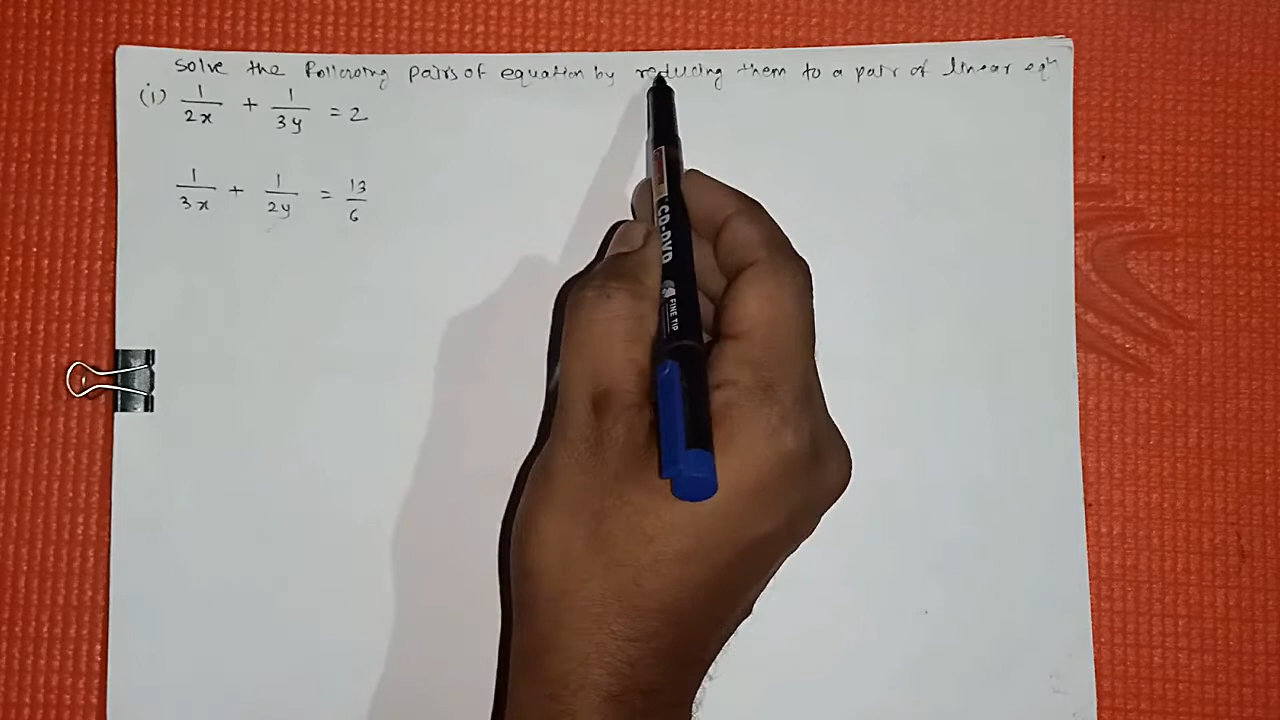 Solve the following pairs of equation by reducing them to a pair of linear eqn
(i) 1/2x + 1/3y = 2
1/3x + 1/2y = 13/6
CD-DVD
FINE TIP